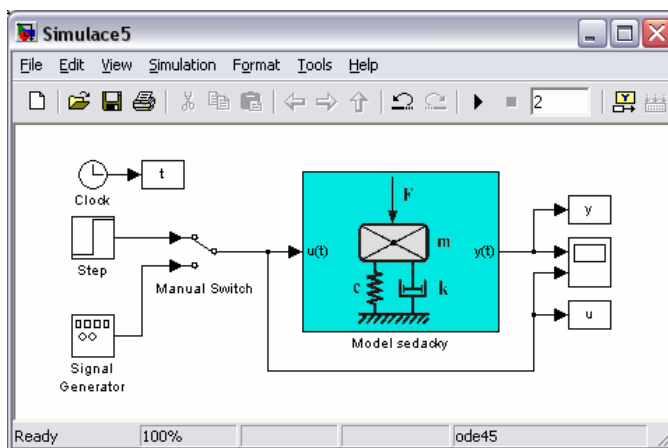 Simulace5
File Edit View Simulation Format Tools Help
2
Y
t
Clock
F
y
Step
u(t)
m
y(t)
Manual Switch
c
k
u
Signal
Generator
Model sedacky
Ready 100% ode45